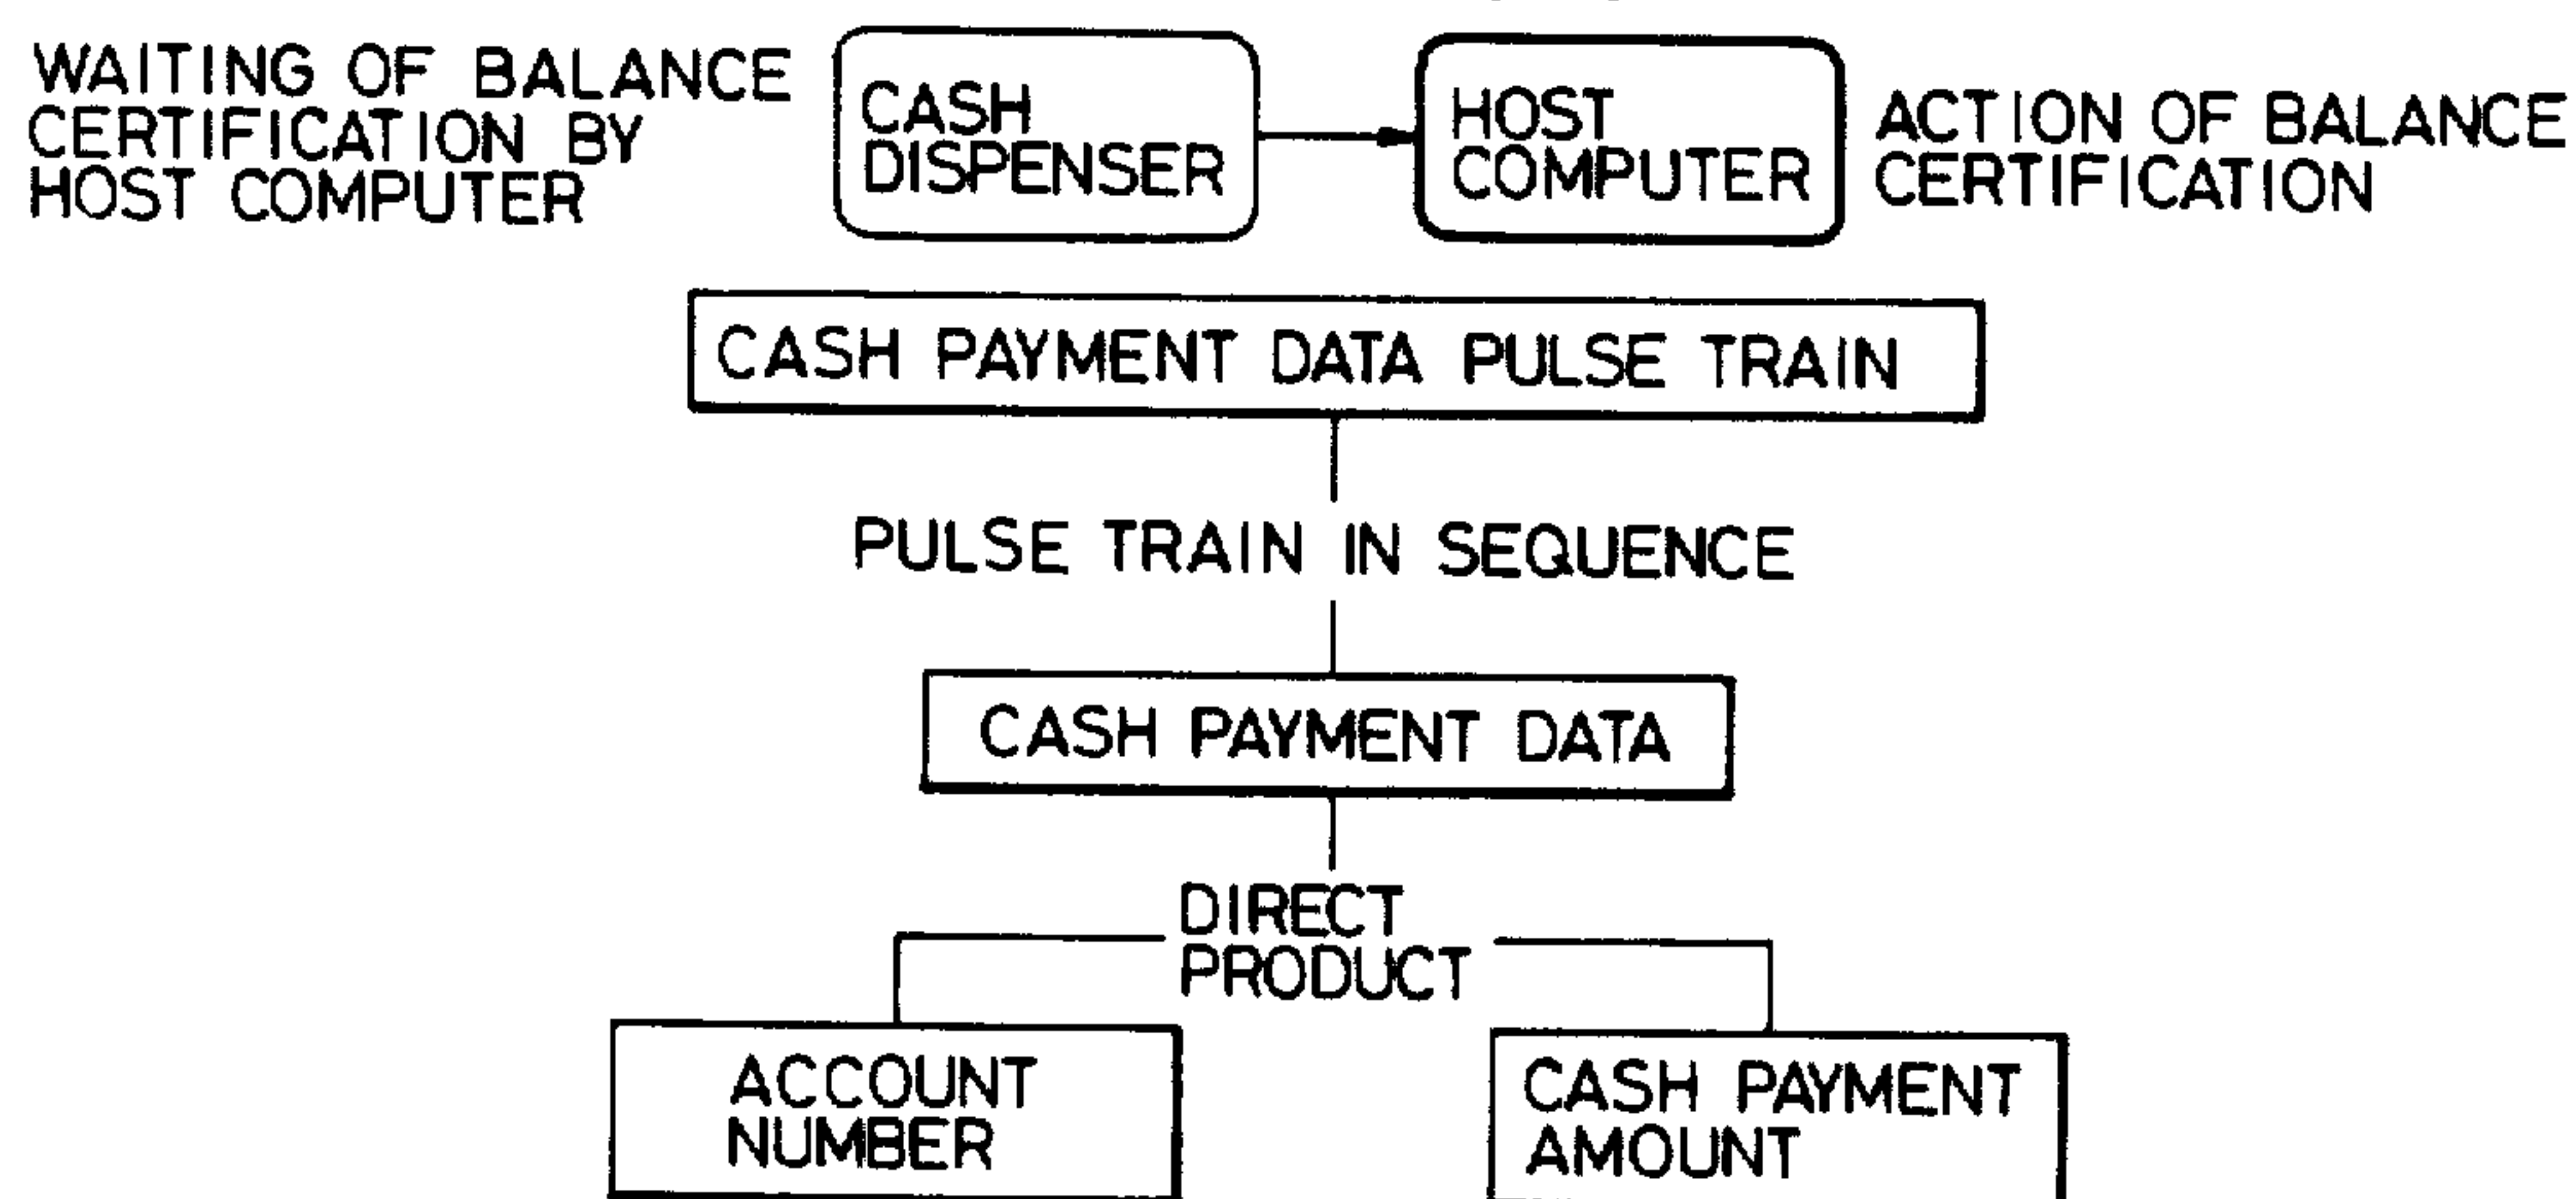 WAITING OF BALANCE
CERTIFICATION BY
HOST COMPUTER
CASH
DISPENSER
HOST
COMPUTER
ACTION OF BALANCE
CERTIFICATION
CASH PAYMENT DATA PULSE TRAIN
PULSE TRAIN IN SEQUENCE
CASH PAYMENT DATA
DIRECT
PRODUCT
ACCOUNT
NUMBER
CASH PAYMENT
AMOUNT